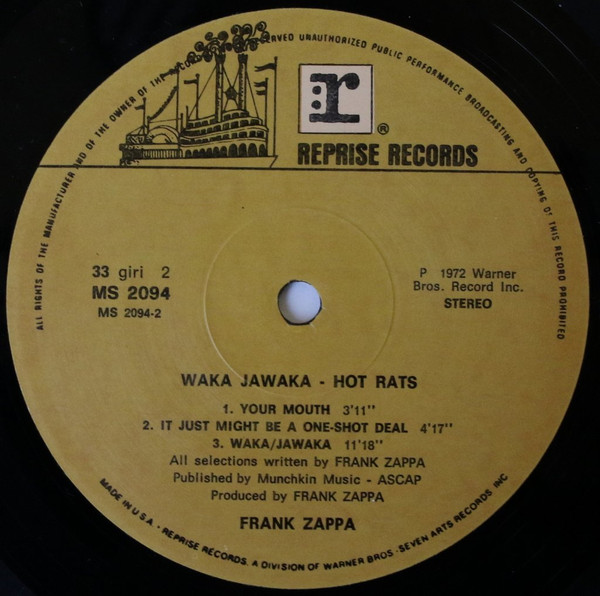 ALL RIGHTS OF THE MANUFACTURER AND OF THE OWNER OF THE RECORD
SERVED UNAUTHORIZED PUBLIC PERFORMANCE BROADCASTING AND COPYING OF THIS RECORD PROHIBITED
r
®
REPRISE RECORDS
33 giri 2
MS 2094
MS 2094-2
P 1972 Warner
Bros. Record Inc.
STEREO
WAKA JAWAKA - HOT RATS
1. YOUR MOUTH 3'11''
2. IT JUST MIGHT BE A ONE-SHOT DEAL 4'17''
3. WAKA/JAWAKA 11'18''
All selections written by FRANK ZAPPA
Published by Munchkin Music - ASCAP
Produced by FRANK ZAPPA
FRANK ZAPPA
MADE IN U.S.A. - REPRISE RECORDS, A DIVISION OF WARNER BROS.-SEVEN ARTS RECORDS, INC